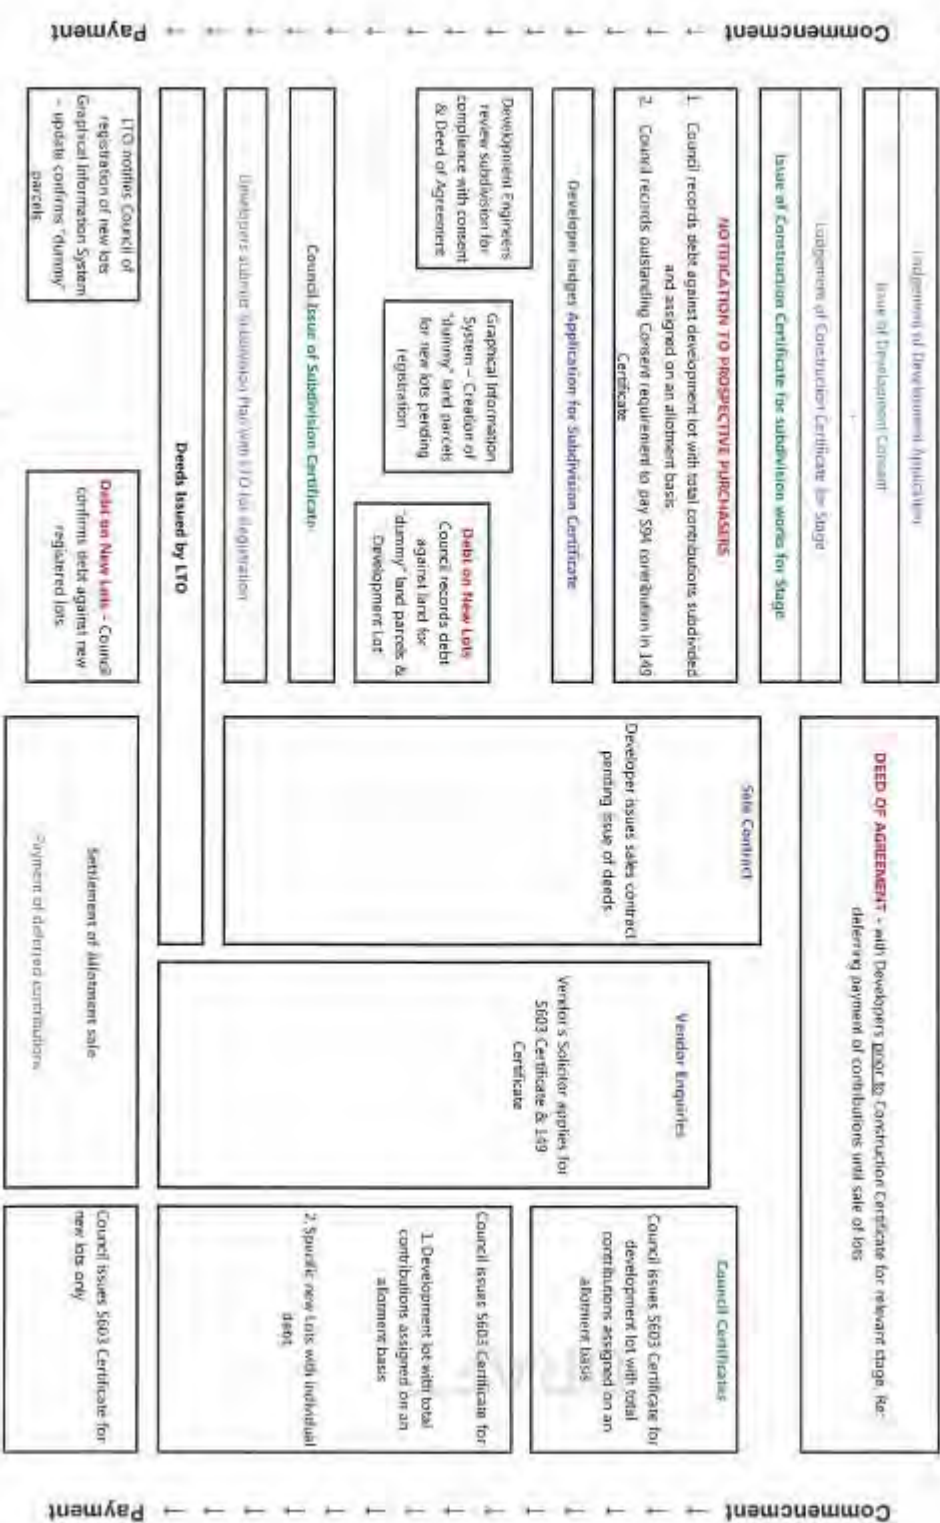 Commencment
Payment
Lodgement of Development Application
Issue of Development Consent
Lodgement of Construction Certificate for Stage
Issue of Construction Certificate for subdivision works for Stage
DEED OF AGREEMENT - with Developers prior to Construction Certificate for relevant stage. Re:
deferring payment of contributions until sale of lots
NOTIFICATION TO PROSPECTIVE PURCHASERS
1. Council records debt against development lot with total contributions subdivided
and assigned on an allotment basis
2. Council records outstanding Consent requirement to pay S94 contribution in 149
Certificate
Sale Contract
Developer issues sales contract
pending issue of deeds
Vendor Enquiries
Vendor's Solicitor applies for
S603 Certificate & 149
Certificate
Council Certificates
Council issues S603 Certificate for
development lot with total
contributions assigned on an
allotment basis
Developer lodges Application for Subdivision Certificate
Development Engineers
review subdivision for
compliance with consent
& Deed of Agreement
Graphical Information
System – Creation of
"dummy" land parcels
for new lots pending
registration
Debt on New Lots
Council records debt
against land for
"dummy" land parcels &
Development Lot
Council issues S603 Certificate for
1. Development lot with total
contributions assigned on an
allotment basis
2. Specific new Lots with individual
debt
Council Issue of Subdivision Certificate
Developers submit Subdivision Plan with LTO for Registration
Deeds Issued by LTO
LTO notifies Council of
registration of new lots
Graphical Information System
– update confirms "dummy"
parcels
Debt on New Lots - Council
confirms debt against new
registered lots
Settlement of Allotment sale
Payment of deferred contributions
Council issues S603 Certificate for
new lots only
Commencment
Payment